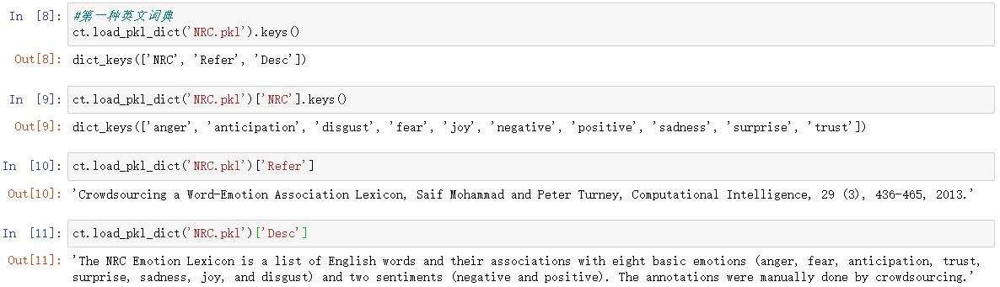 In [8]: #第一种英文词典
ct.load_pkl_dict('NRC.pkl').keys()
Out[8]: dict_keys(['NRC', 'Refer', 'Desc'])
In [9]: ct.load_pkl_dict('NRC.pkl')['NRC'].keys()
Out[9]: dict_keys(['anger', 'anticipation', 'disgust', 'fear', 'joy', 'negative', 'positive', 'sadness', 'surprise', 'trust'])
In [10]: ct.load_pkl_dict('NRC.pkl')['Refer']
Out[10]: 'Crowdsourcing a Word-Emotion Association Lexicon, Saif Mohammad and Peter Turney, Computational Intelligence, 29 (3), 436-465, 2013.'
In [11]: ct.load_pkl_dict('NRC.pkl')['Desc']
Out[11]: 'The NRC Emotion Lexicon is a list of English words and their associations with eight basic emotions (anger, fear, anticipation, trust,
surprise, sadness, joy, and disgust) and two sentiments (negative and positive). The annotations were manually done by crowdsourcing.'